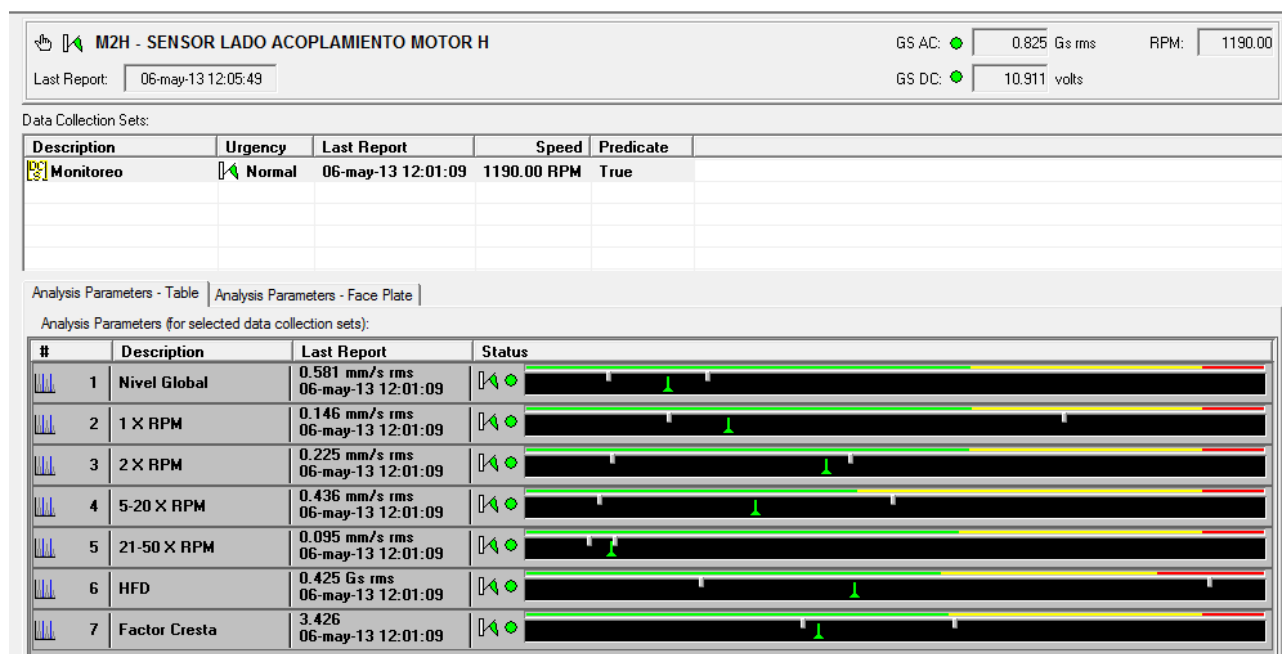 M2H - SENSOR LADO ACOPLAMIENTO MOTOR H GS AC: 0.825 Gs rms RPM: 1190.00
Last Report: 06-may-13 12:05:49 GS DC: 10.911 volts
Data Collection Sets:
Description Urgency Last Report Speed Predicate
DC S Monitoreo Normal 06-may-13 12:01:09 1190.00 RPM True
Analysis Parameters - Table Analysis Parameters - Face Plate
Analysis Parameters (for selected data collection sets):
# Description Last Report Status
1 Nivel Global 0.581 mm/s rms
06-may-13 12:01:09
2 1 X RPM 0.146 mm/s rms
06-may-13 12:01:09
3 2 X RPM 0.225 mm/s rms
06-may-13 12:01:09
4 5-20 X RPM 0.436 mm/s rms
06-may-13 12:01:09
5 21-50 X RPM 0.095 mm/s rms
06-may-13 12:01:09
6 HFD 0.425 Gs rms
06-may-13 12:01:09
7 Factor Cresta 3.426
06-may-13 12:01:09